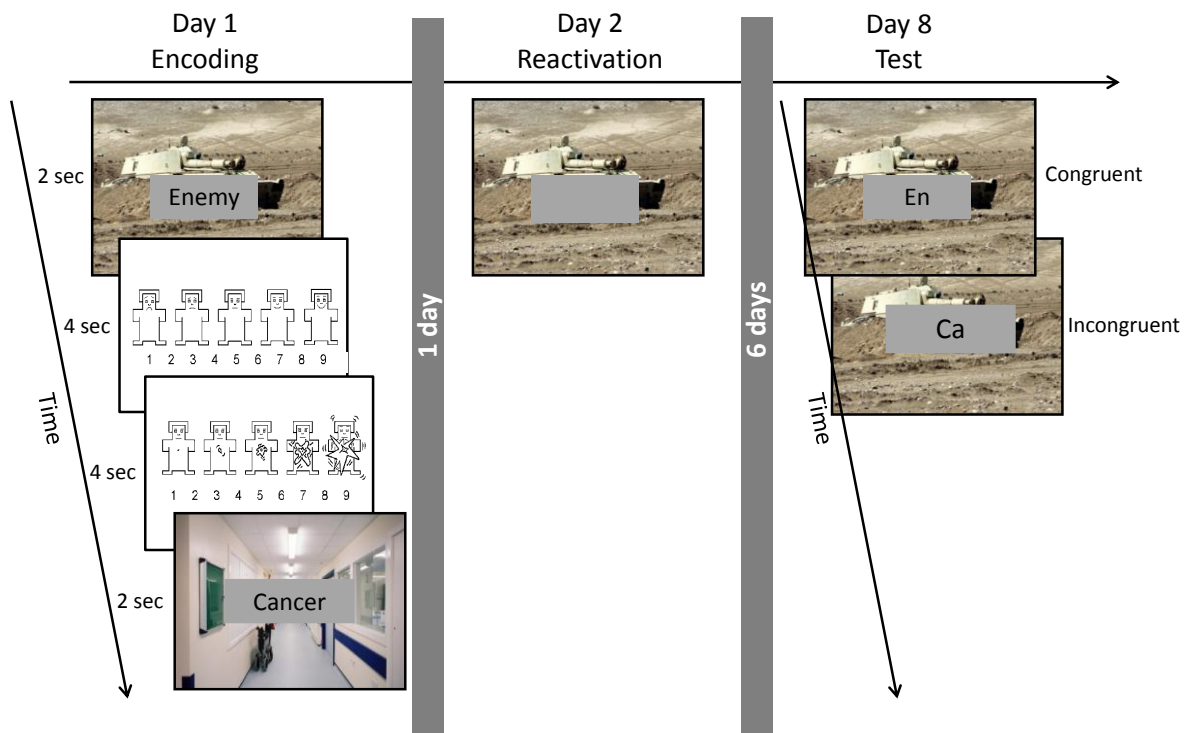 Day 1
Encoding
Day 2
Reactivation
Day 8
Test
2 sec
Enemy
4 sec
1 2 3 4 5 6 7 8 9
4 sec
1 2 3 4 5 6 7 8 9
2 sec
Cancer
Time
1 day
6 days
En
Congruent
Ca
Incongruent
Time